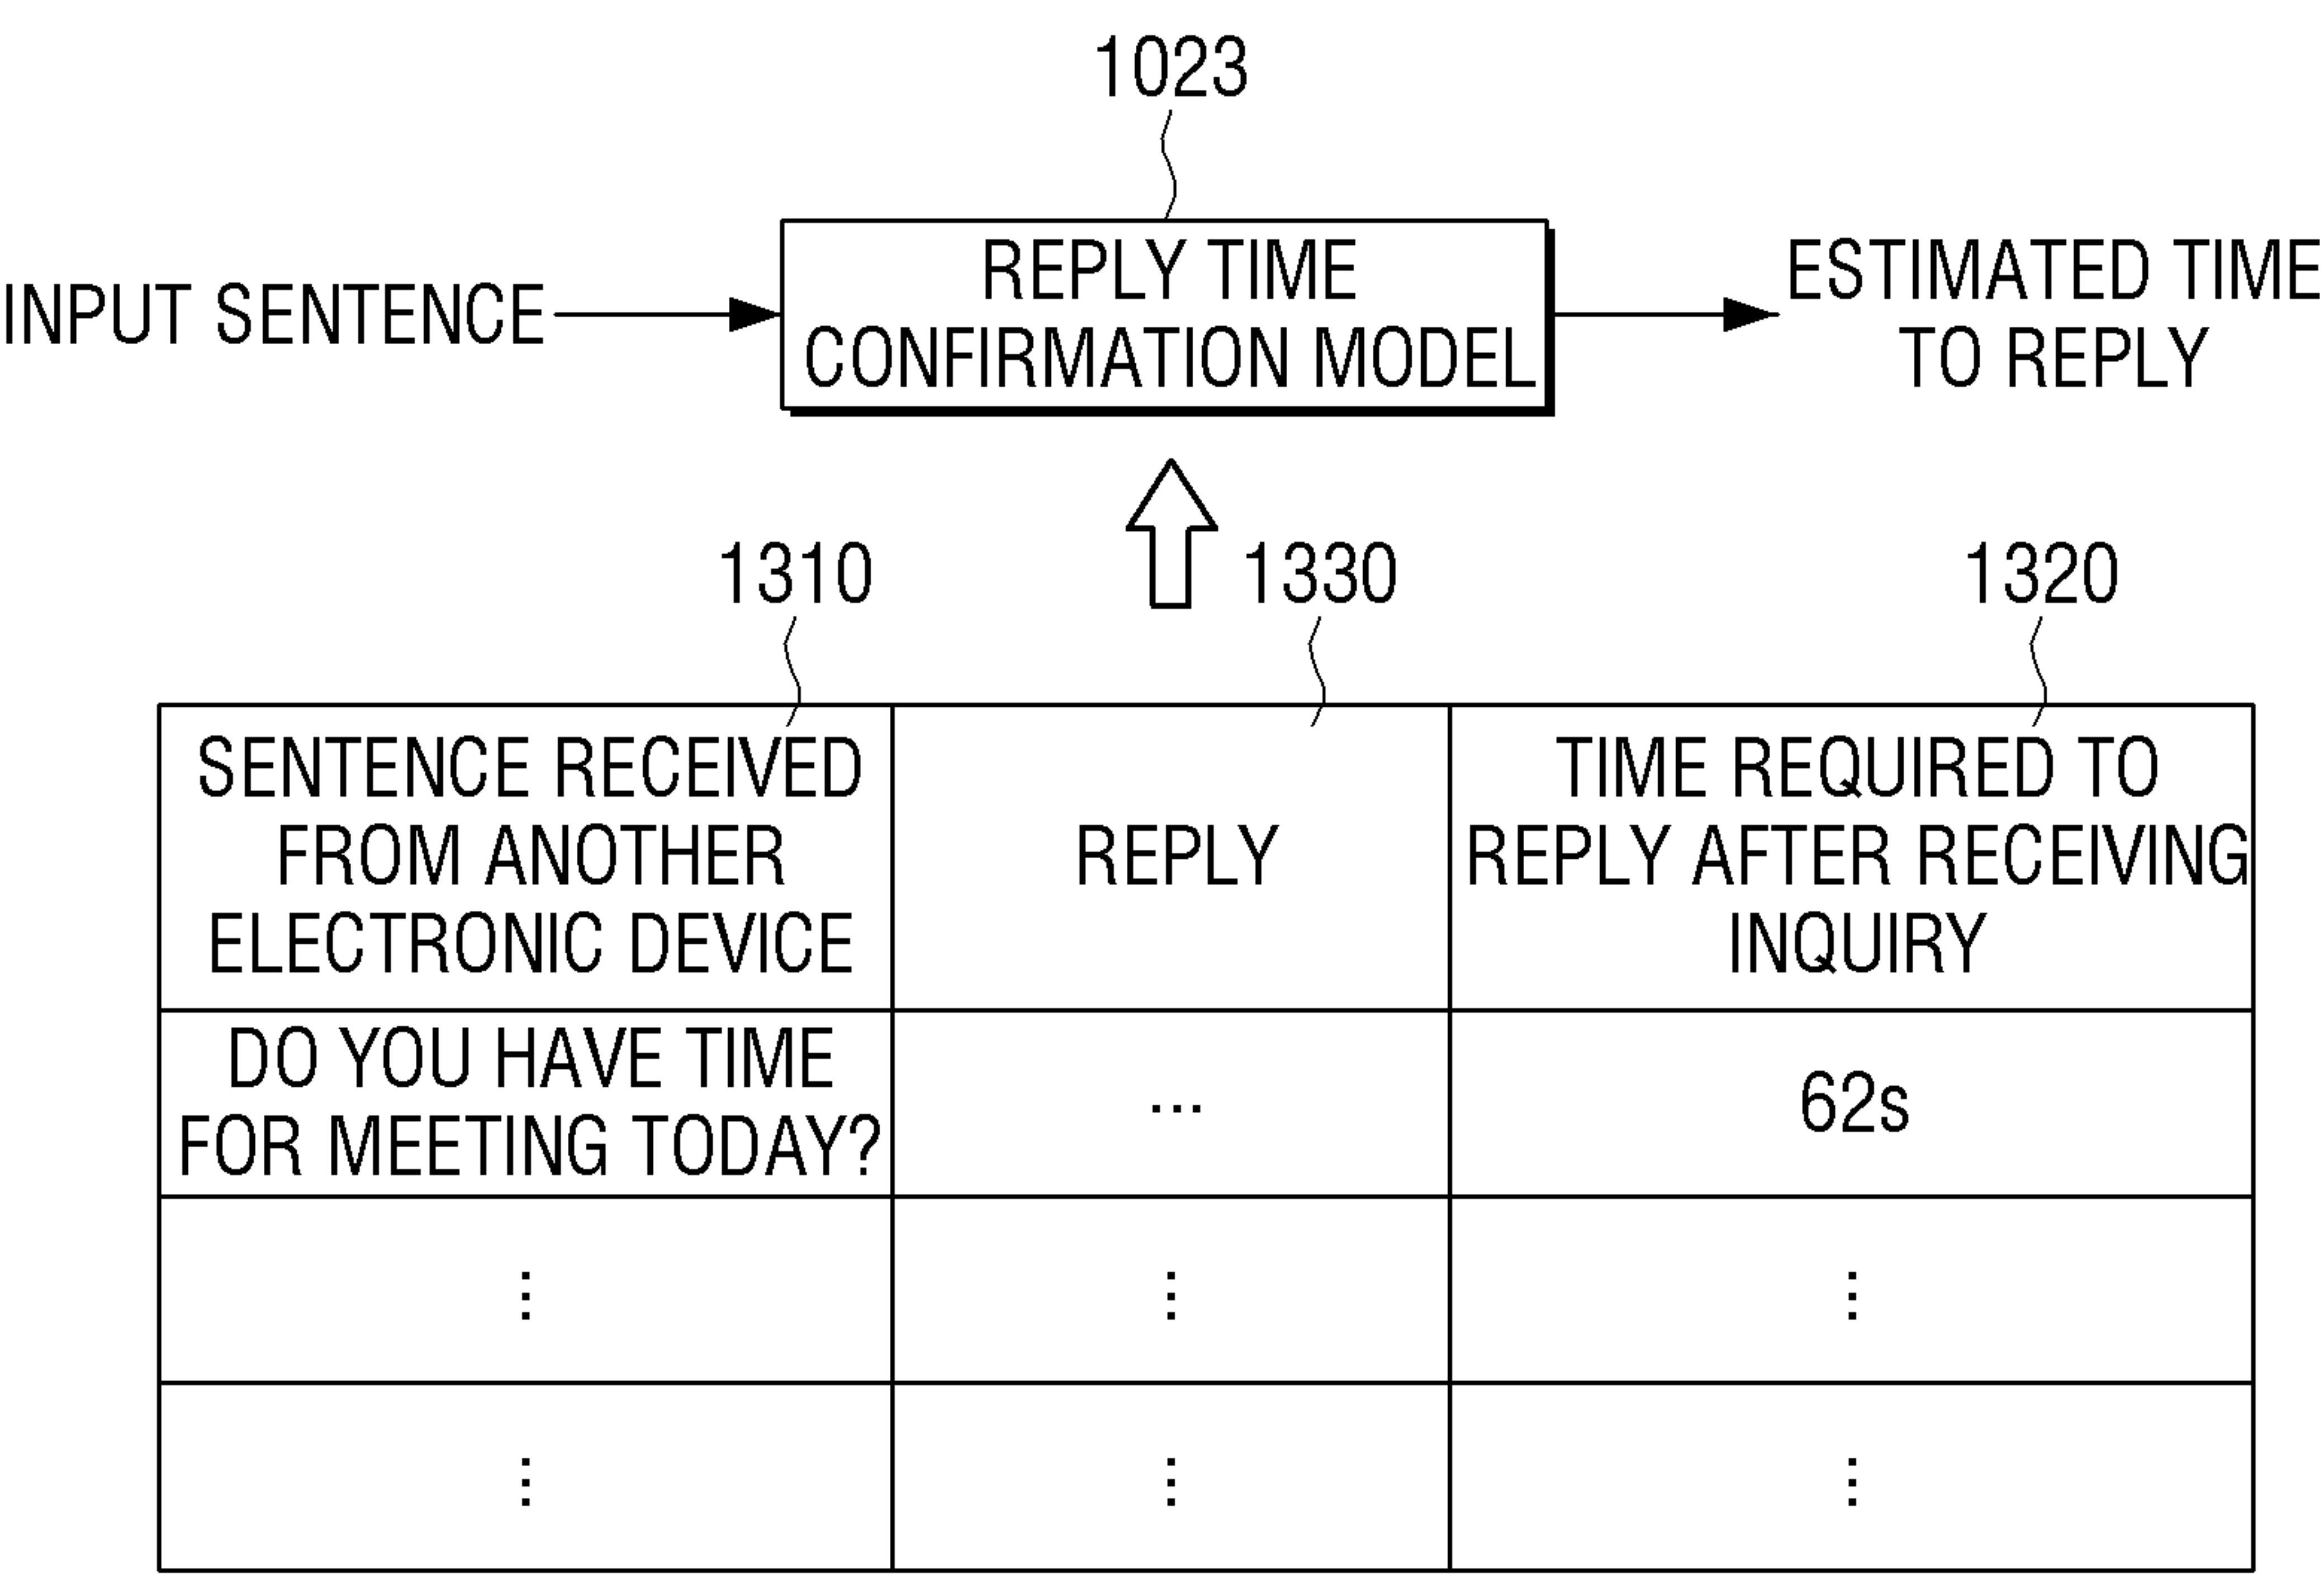 1023
INPUT SENTENCE
REPLY TIME
CONFIRMATION MODEL
ESTIMATED TIME
TO REPLY
1310
1330
1320
SENTENCE RECEIVED
FROM ANOTHER
ELECTRONIC DEVICE
REPLY
TIME REQUIRED TO
REPLY AFTER RECEIVING
INQUIRY
DO YOU HAVE TIME
FOR MEETING TODAY?
...
62s
⋮
⋮
⋮
⋮
⋮
⋮